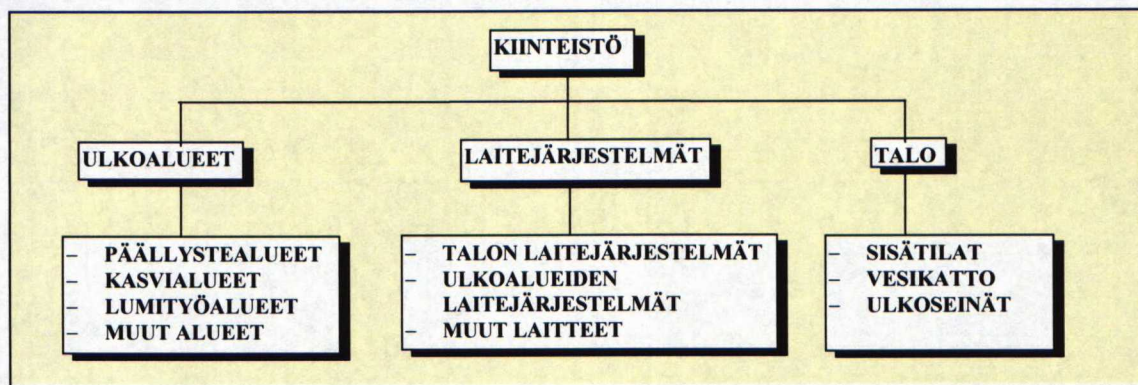 KIINTEISTÖ
ULKOALUEET
LAITEJÄRJESTELMÄT
TALO
– PÄÄLLYSTEALUEET
– KASVIALUEET
– LUMITYÖALUEET
– MUUT ALUEET
– TALON LAITEJÄRJESTELMÄT
– ULKOALUEIDEN
LAITEJÄRJESTELMÄT
– MUUT LAITTEET
– SISÄTILAT
– VESIKATTO
– ULKOSEINÄT